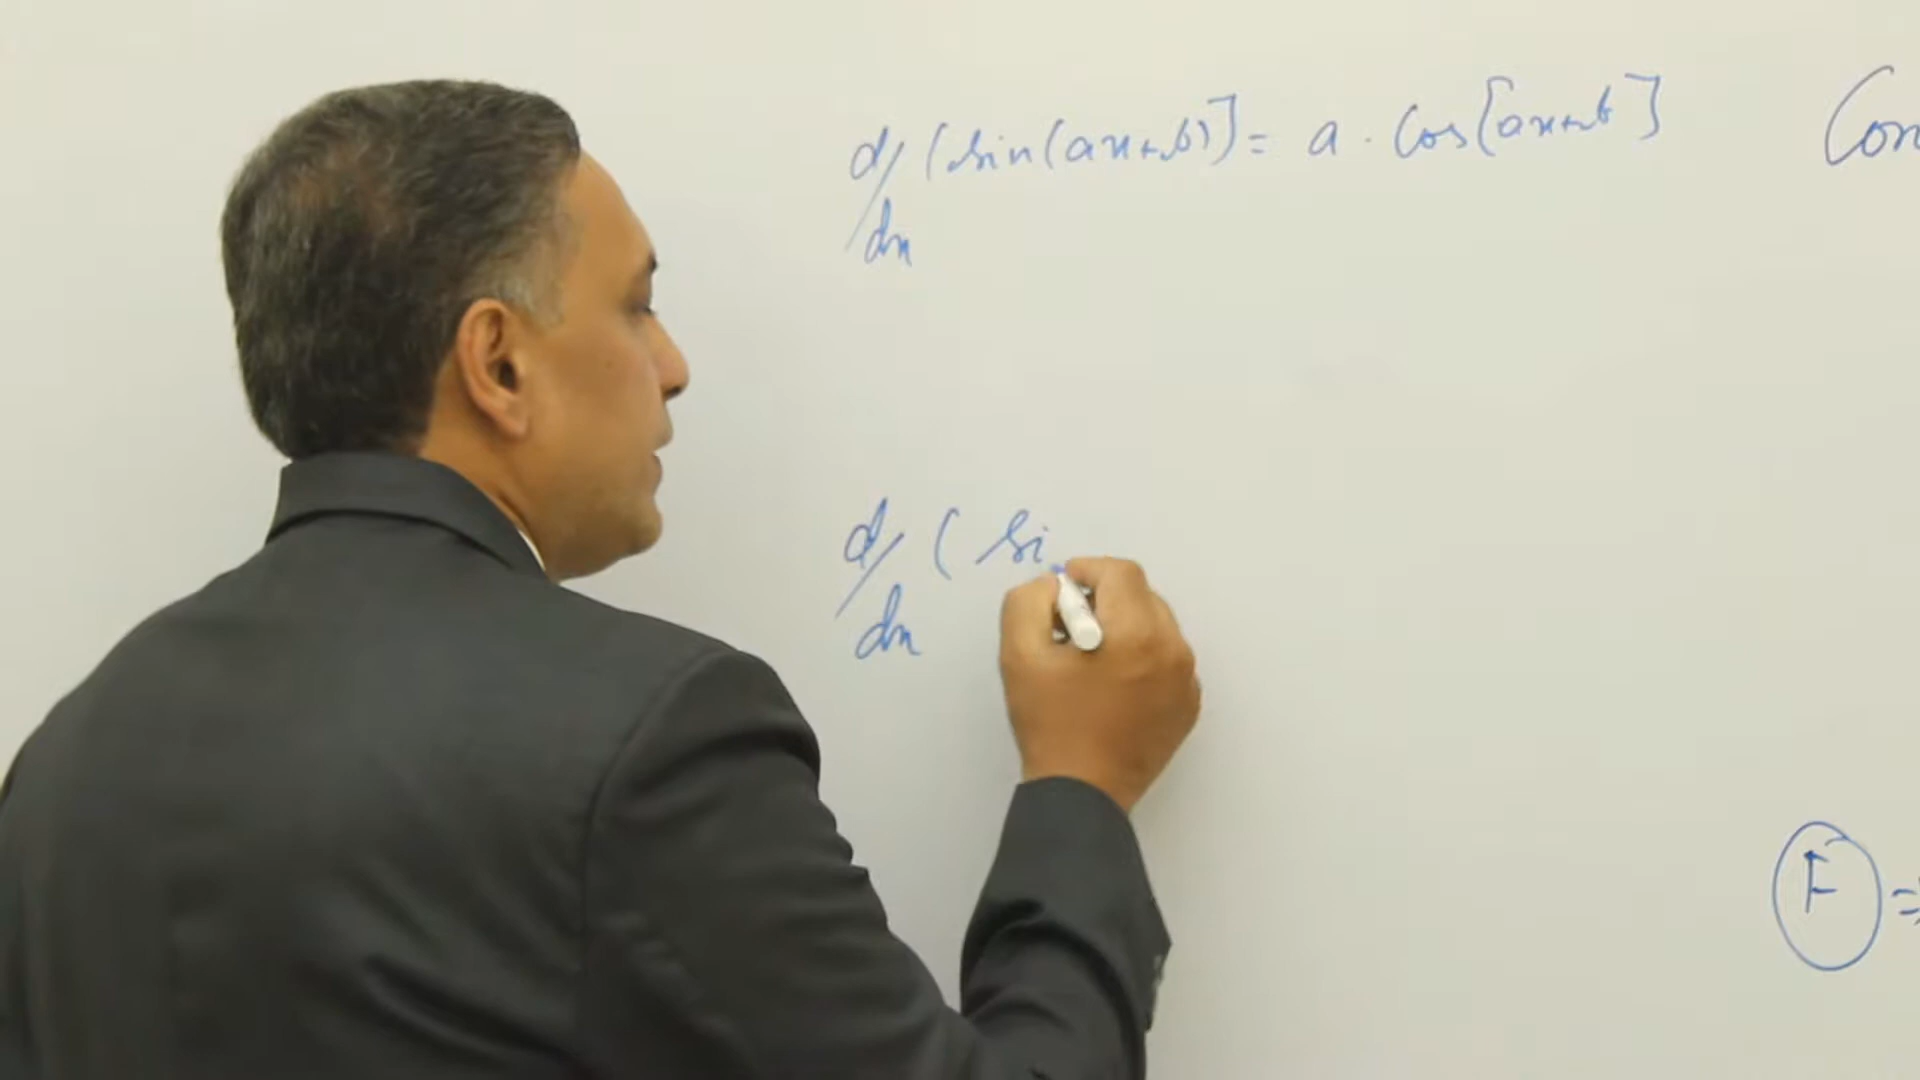 d/dx (sin(ax+b)] = a . Cos[ax+b] Con
d/dx ( si
F =